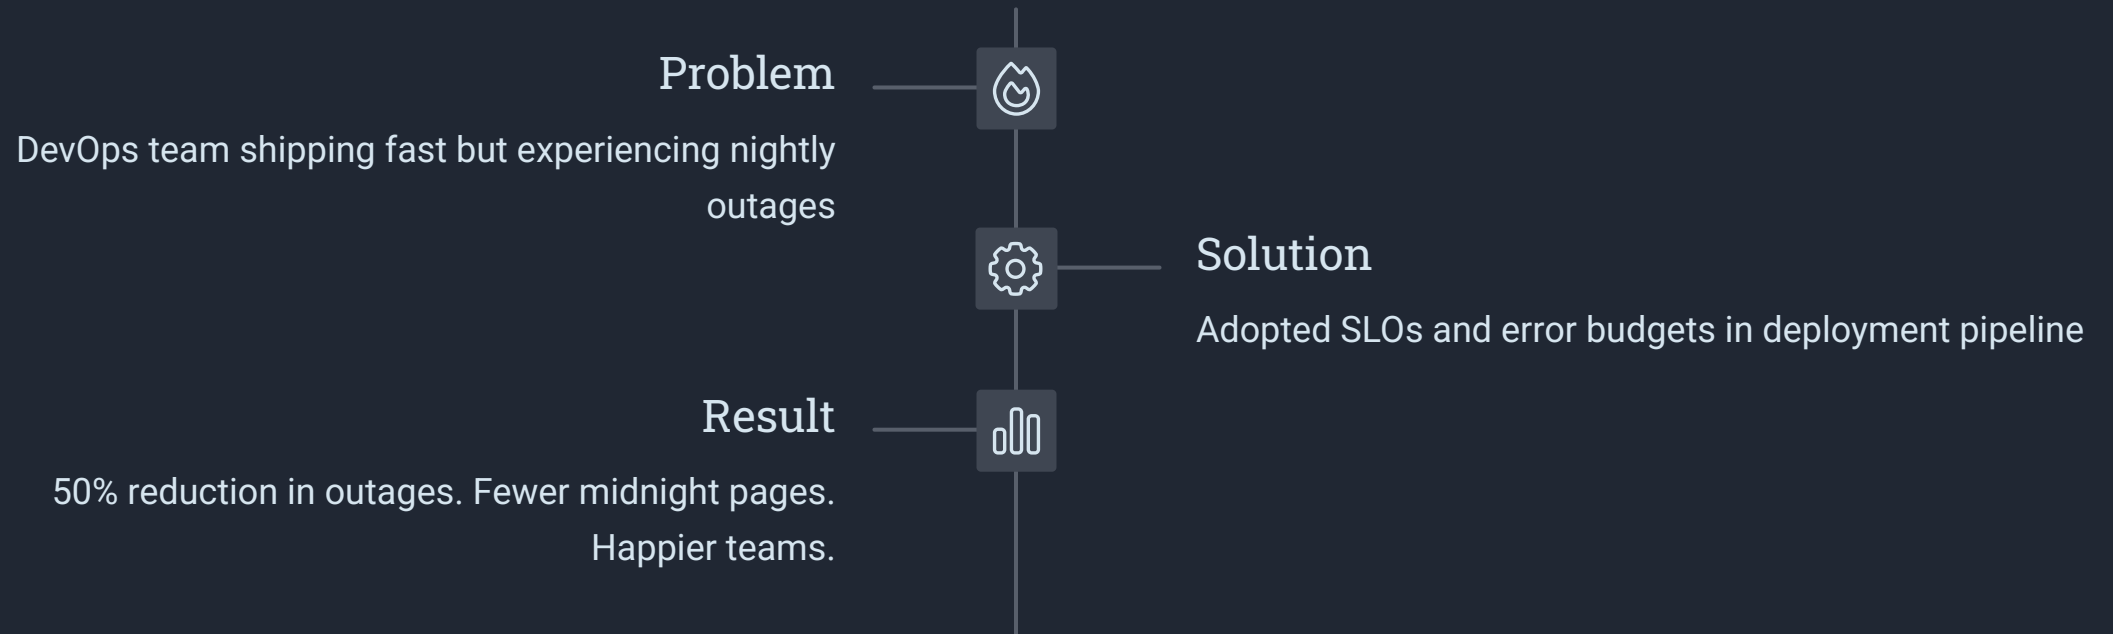 Problem
DevOps team shipping fast but experiencing nightly
outages
Solution
Adopted SLOs and error budgets in deployment pipeline
Result
50% reduction in outages. Fewer midnight pages.
Happier teams.